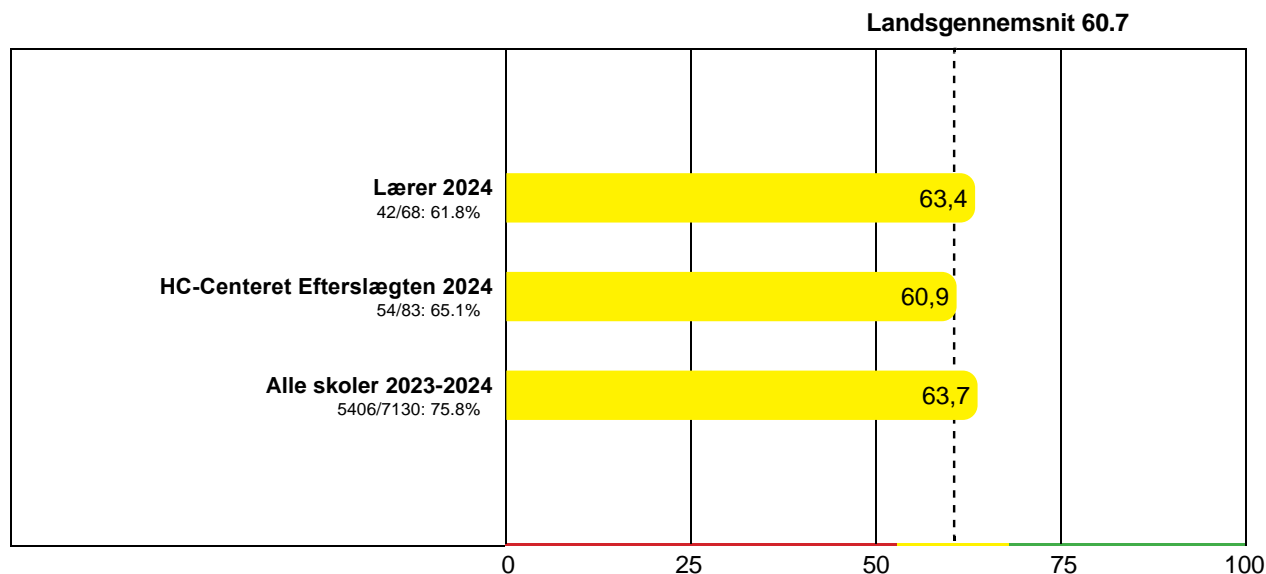 Landsgennemsnit 60.7
Lærer 2024
42/68: 61.8%
63,4
HC-Centeret Efterslægten 2024
54/83: 65.1%
60,9
Alle skoler 2023-2024
5406/7130: 75.8%
63,7
0 25 50 75 100